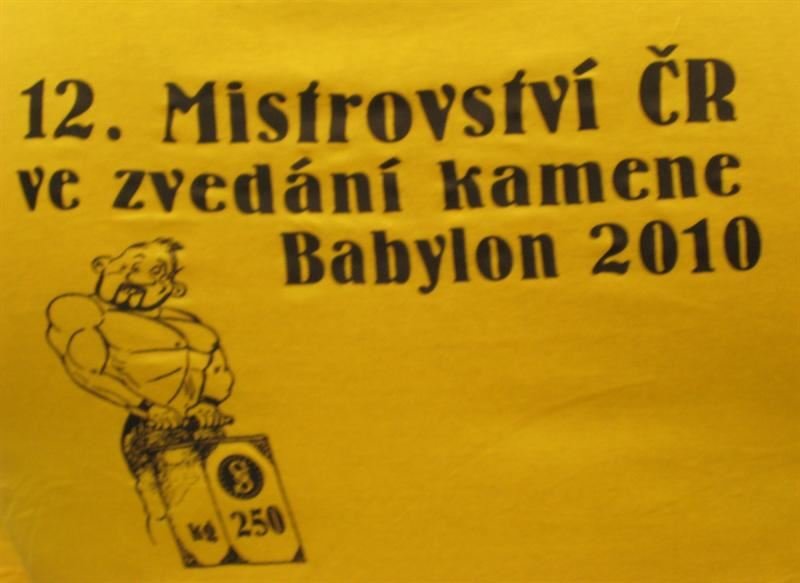 12. Mistrovství ČR
ve zvedání kamene
Babylon 2010
kg 250